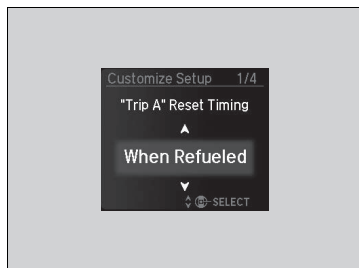 Customize Setup 1/4
"Trip A" Reset Timing
When Refueled
SELECT